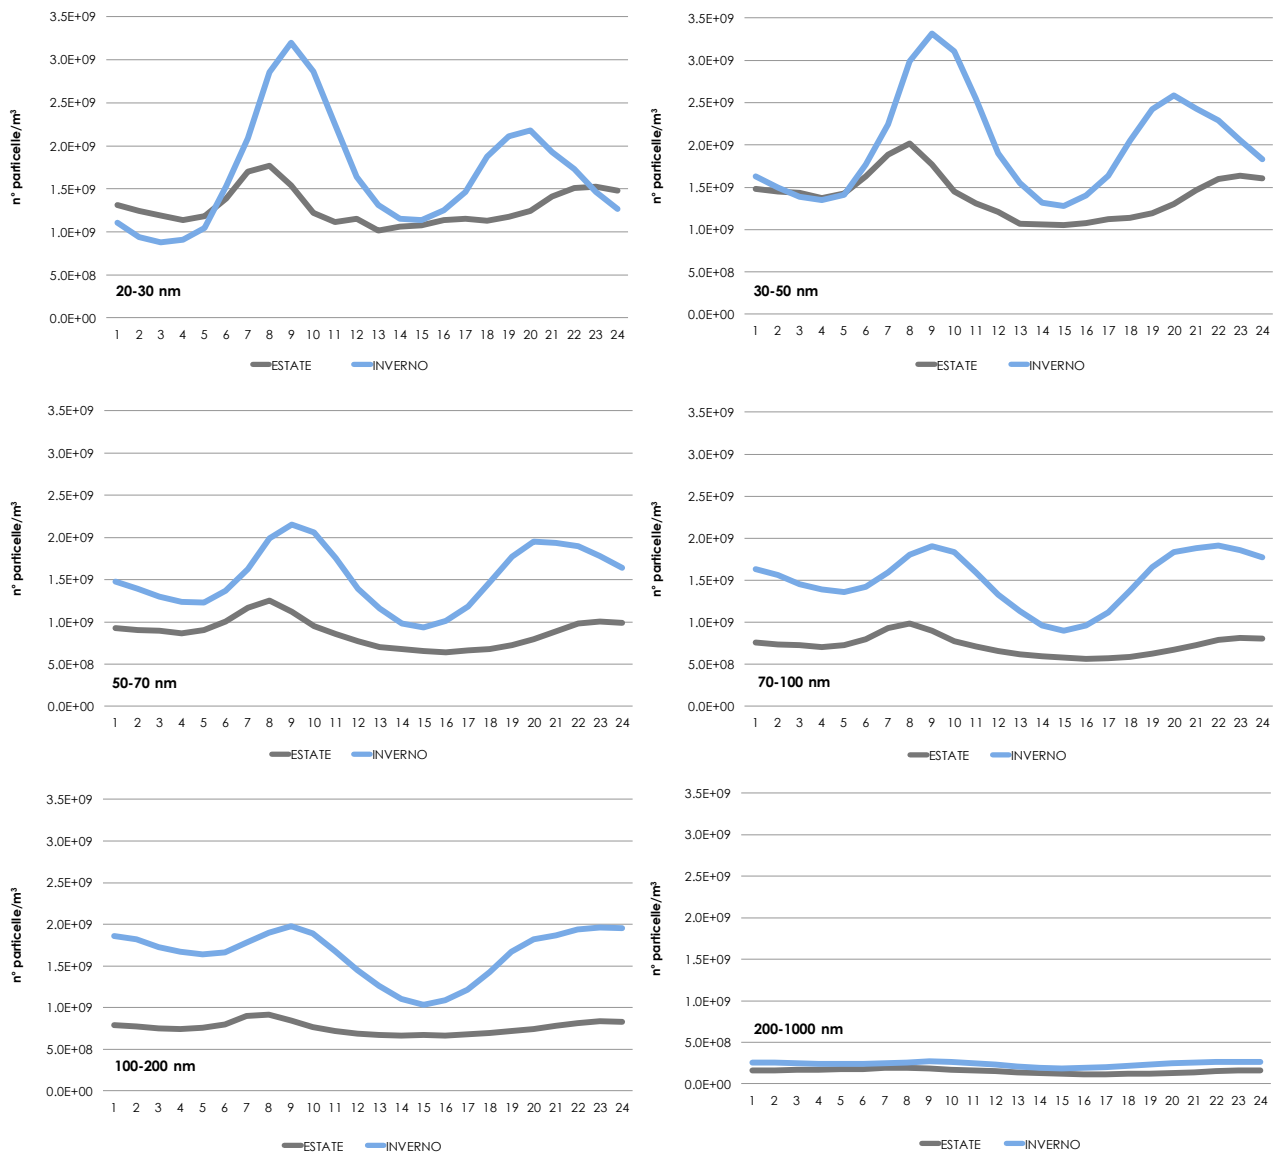 3.5E+09
3.0E+09
2.5E+09
2.0E+09
1.5E+09
1.0E+09
5.0E+08
0.0E+00
n° particelle/m³
20-30 nm
1 2 3 4 5 6 7 8 9 10 11 12 13 14 15 16 17 18 19 20 21 22 23 24
ESTATE INVERNO
3.5E+09
3.0E+09
2.5E+09
2.0E+09
1.5E+09
1.0E+09
5.0E+08
0.0E+00
n° particelle/m³
30-50 nm
1 2 3 4 5 6 7 8 9 10 11 12 13 14 15 16 17 18 19 20 21 22 23 24
ESTATE INVERNO
3.5E+09
3.0E+09
2.5E+09
2.0E+09
1.5E+09
1.0E+09
5.0E+08
0.0E+00
n° particelle/m³
50-70 nm
1 2 3 4 5 6 7 8 9 10 11 12 13 14 15 16 17 18 19 20 21 22 23 24
ESTATE INVERNO
3.5E+09
3.0E+09
2.5E+09
2.0E+09
1.5E+09
1.0E+09
5.0E+08
0.0E+00
n° particelle/m³
70-100 nm
1 2 3 4 5 6 7 8 9 10 11 12 13 14 15 16 17 18 19 20 21 22 23 24
ESTATE INVERNO
3.5E+09
3.0E+09
2.5E+09
2.0E+09
1.5E+09
1.0E+09
5.0E+08
0.0E+00
n° particelle/m³
100-200 nm
1 2 3 4 5 6 7 8 9 10 11 12 13 14 15 16 17 18 19 20 21 22 23 24
ESTATE INVERNO
3.5E+09
3.0E+09
2.5E+09
2.0E+09
1.5E+09
1.0E+09
5.0E+08
0.0E+00
n° particelle/m³
200-1000 nm
1 2 3 4 5 6 7 8 9 10 11 12 13 14 15 16 17 18 19 20 21 22 23 24
ESTATE INVERNO